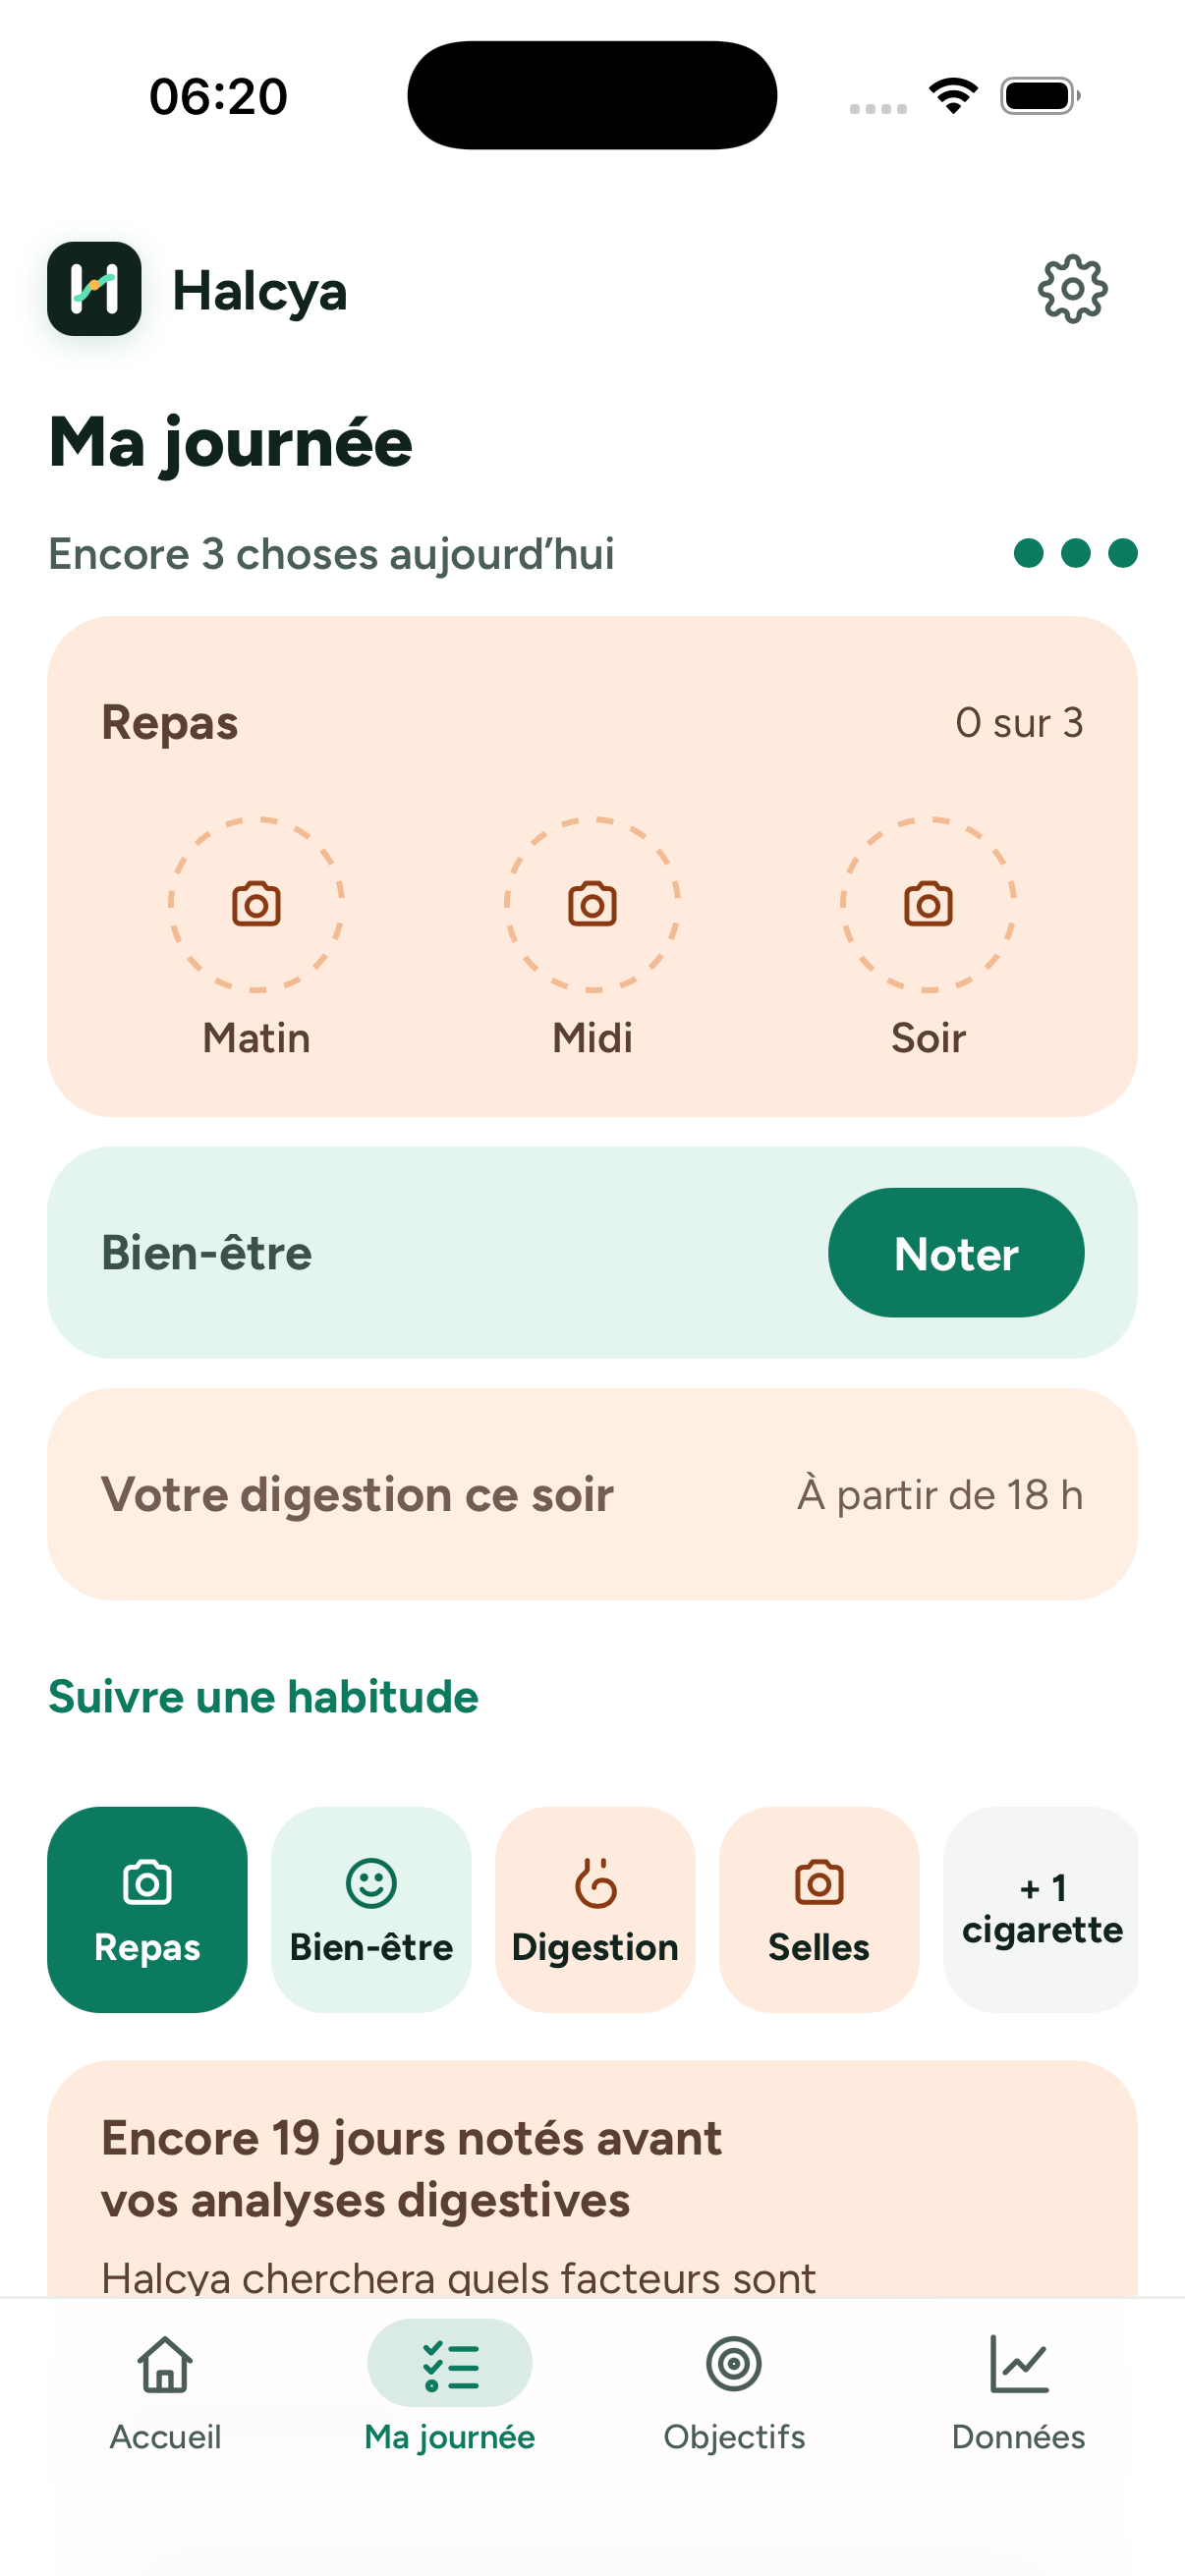 06:20
Halcya
Ma journée
Encore 3 choses aujourd’hui
Repas
0 sur 3
Matin
Midi
Soir
Bien-être
Noter
Votre digestion ce soir
À partir de 18 h
Suivre une habitude
Repas
Bien-être
Digestion
Selles
+ 1
cigarette
Encore 19 jours notés avant
vos analyses digestives
Halcya cherchera quels facteurs sont
Accueil
Ma journée
Objectifs
Données